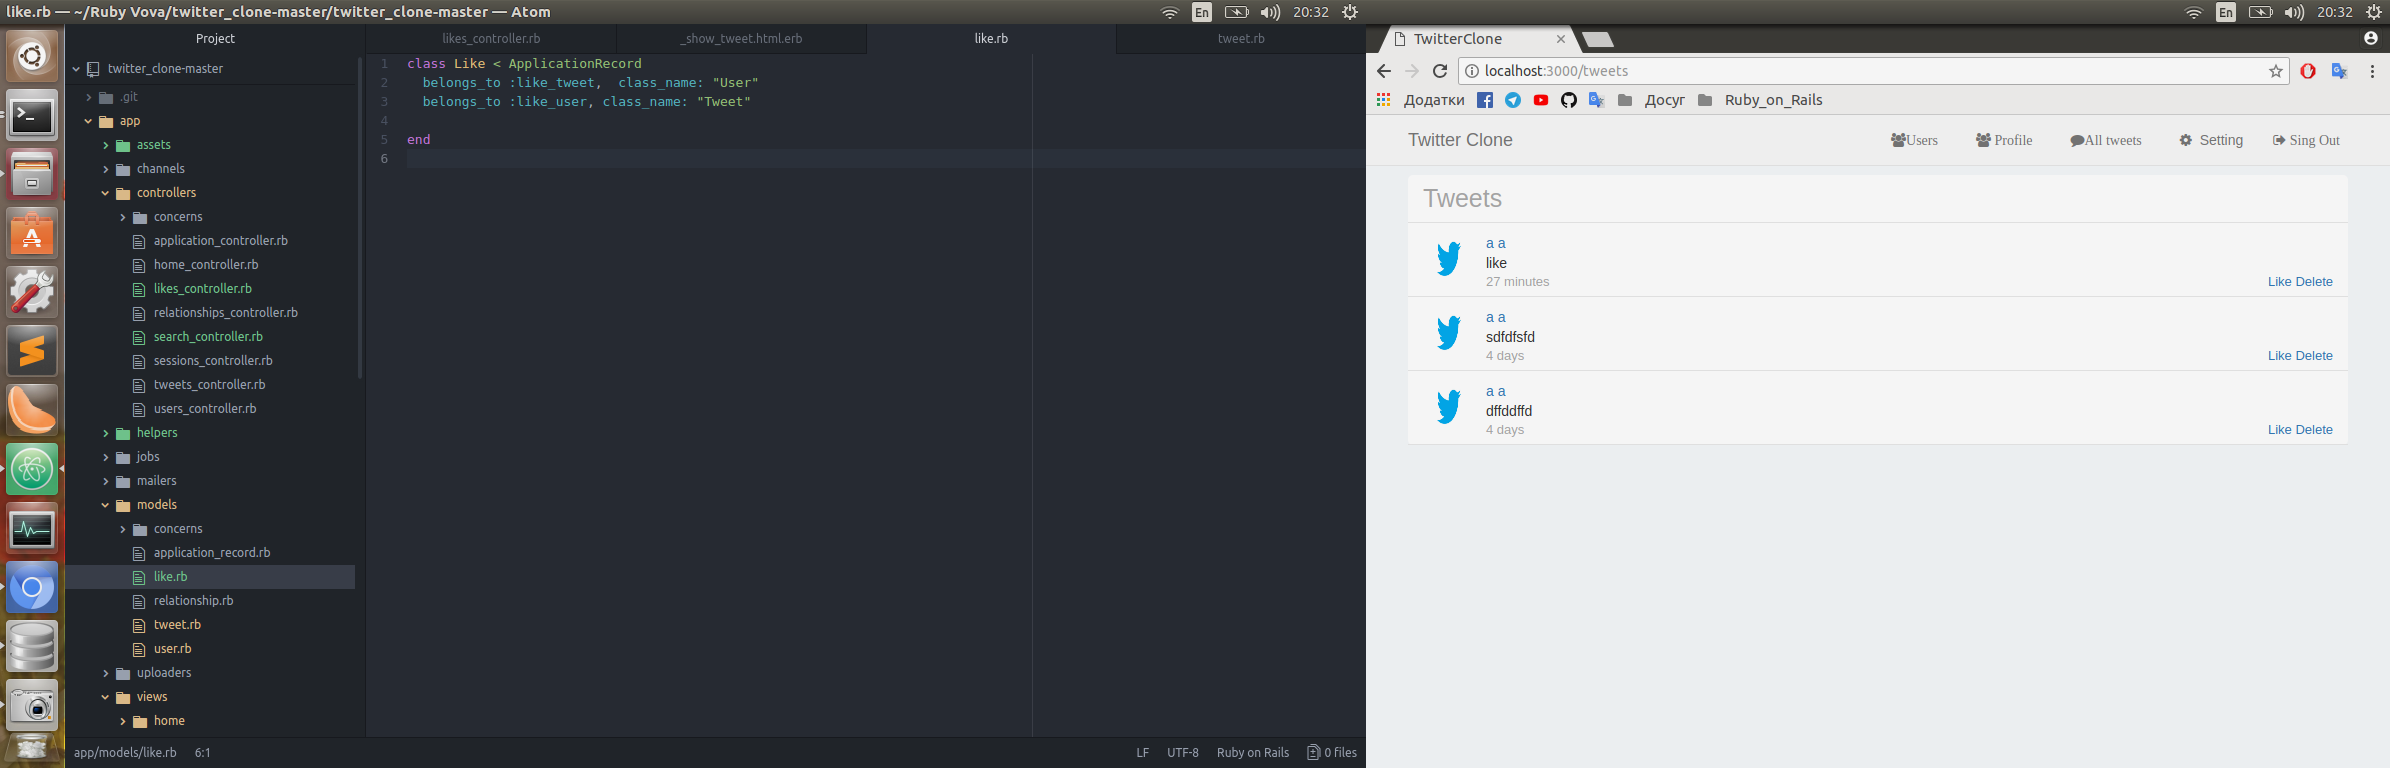 like.rb — ~/Ruby Vova/twitter_clone-master/twitter_clone-master — Atom
En
20:32
En
20:32
Project
twitter_clone-master
.git
app
assets
channels
controllers
concerns
application_controller.rb
home_controller.rb
likes_controller.rb
relationships_controller.rb
search_controller.rb
sessions_controller.rb
tweets_controller.rb
users_controller.rb
helpers
jobs
mailers
models
concerns
application_record.rb
like.rb
relationship.rb
tweet.rb
user.rb
uploaders
views
home
likes_controller.rb
_show_tweet.html.erb
like.rb
tweet.rb
1 class Like < ApplicationRecord
2 belongs_to :like_tweet,  class_name: "User"
3 belongs_to :like_user, class_name: "Tweet"
4
5 end
6
app/models/like.rb 6:1
LF UTF-8 Ruby on Rails 0 files
TwitterClone
localhost:3000/tweets
Додатки
Досуг
Ruby_on_Rails
Twitter Clone
Users
Profile
All tweets
Setting
Sing Out
Tweets
a a
like
27 minutes
Like Delete
a a
sdfdfsfd
4 days
Like Delete
a a
dffddffd
4 days
Like Delete